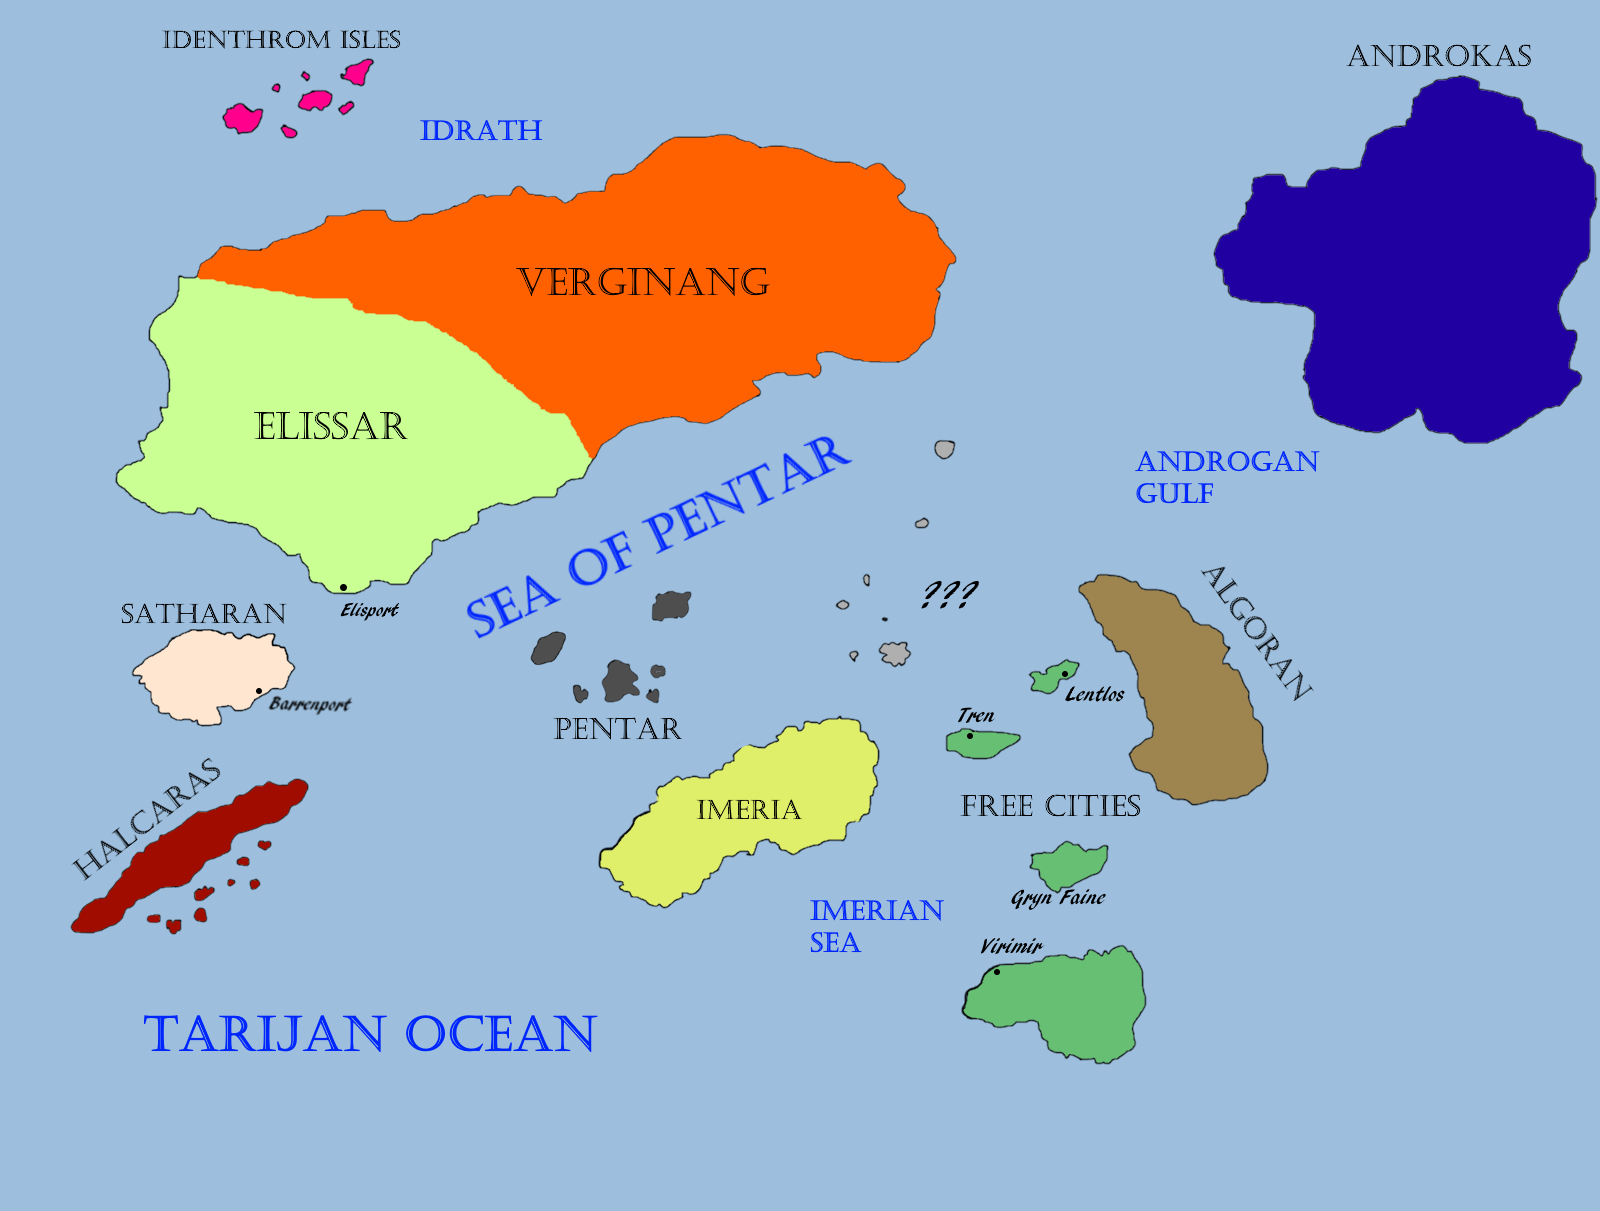 IDENTHROM ISLES
ANDROKAS
IDRATH
VERGINANG
ELISSAR
SEA OF PENTAR
ANDROGAN
GULF
???
ALGORAN
SATHARAN
Elisport
Barrenport
Lentlos
Tren
PENTAR
HALCARAS
IMERIA
FREE CITIES
Gryn Faine
IMERIAN
SEA
Virimir
TARIJAN OCEAN